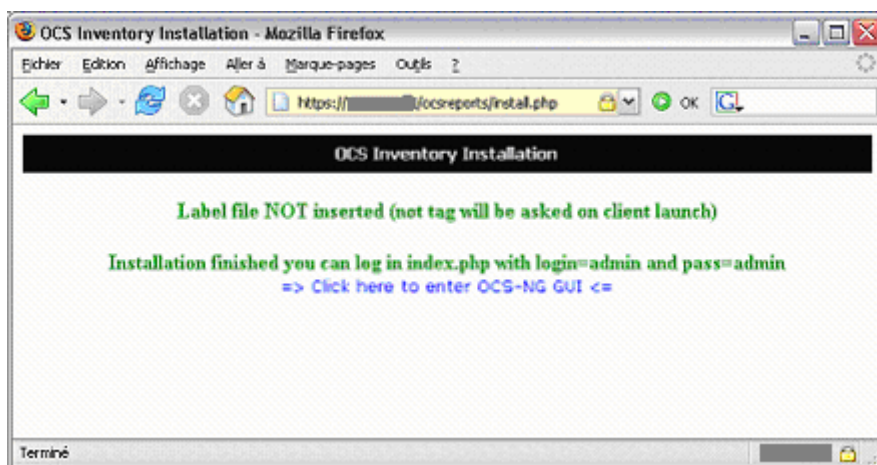 OCS Inventory Installation - Mozilla Firefox
Fichier Edition Affichage Aller à Marque-pages Outils ?
https:// /ocsreports/install.php OK G
OCS Inventory Installation
Label file NOT inserted (not tag will be asked on client launch)
Installation finished you can log in index.php with login=admin and pass=admin
=> Click here to enter OCS-NG GUI <=
Terminé